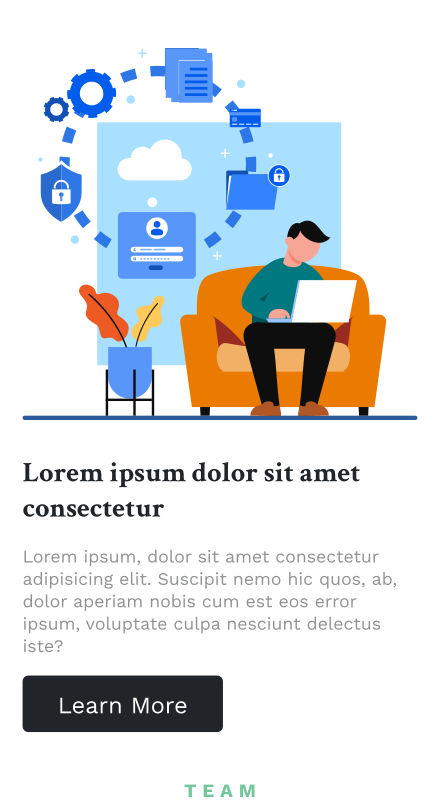 Lorem ipsum dolor sit amet
consectetur
Lorem ipsum, dolor sit amet consectetur
adipisicing elit. Suscipit nemo hic quos, ab,
dolor aperiam nobis cum est eos error
ipsum, voluptate culpa nesciunt delectus
iste?
Learn More
TEAM